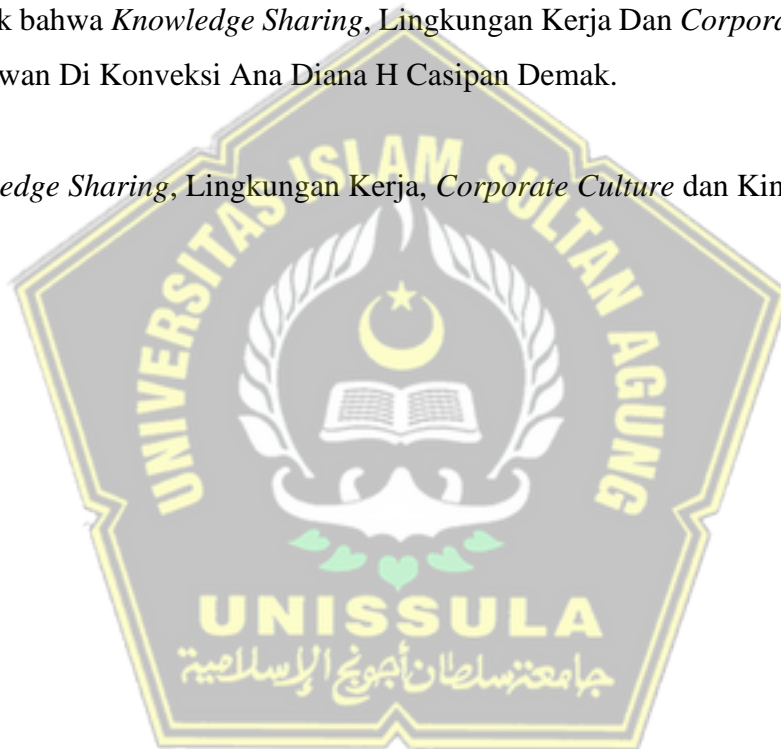 k bahwa Knowledge Sharing, Lingkungan Kerja Dan Corpora
wan Di Konveksi Ana Diana H Casipan Demak.
edge Sharing, Lingkungan Kerja, Corporate Culture dan Kin
UNIVERSITAS ISLAM SULTAN AGUNG
UNISSULA
جامعة سلطان أجونج الإسلامية